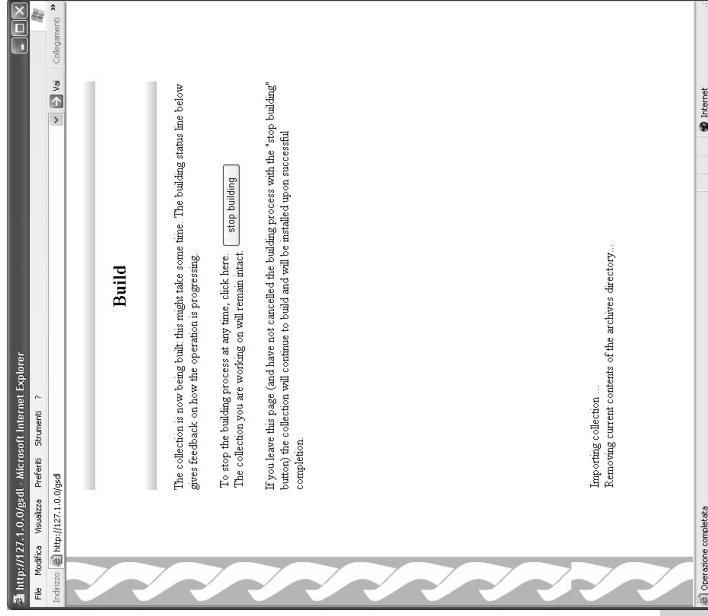 http://127.1.0.0/gsdl - Microsoft Internet Explorer
File Modifica Visualizza Preferiti Strumenti ?
Indirizzo http://127.1.0.0/gsdl Vai Collegamenti »
Build
The collection is now being built: this might take some time. The building status line below
gives feedback on how the operation is progressing.
To stop the building process at any time, click here. stop building
The collection you are working on will remain intact.
If you leave this page (and have not cancelled the building process with the "stop building"
button) the collection will continue to build and will be installed upon successful
completion.
Importing collection ...
Removing current contents of the archives directory...
Operazione completata Internet